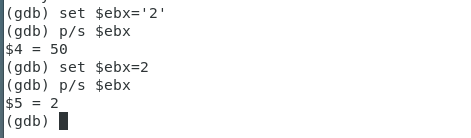 (gdb) set $ebx='2'
(gdb) p/s $ebx
$4 = 50
(gdb) set $ebx=2
(gdb) p/s $ebx
$5 = 2
(gdb)